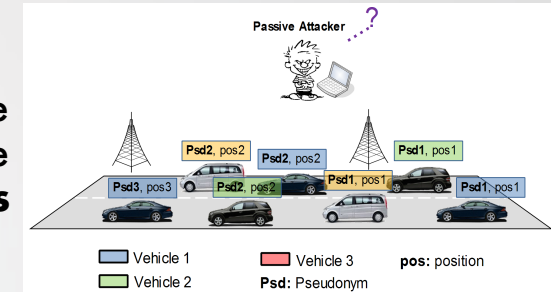 Passive Attacker
?
e
e
s
Psd2, pos2
Psd2, pos2
Psd1, pos1
Psd3, pos3
Psd2, pos2
Psd1, pos1
Psd1, pos1
Vehicle 1
Vehicle 3
pos: position
Vehicle 2
Psd: Pseudonym